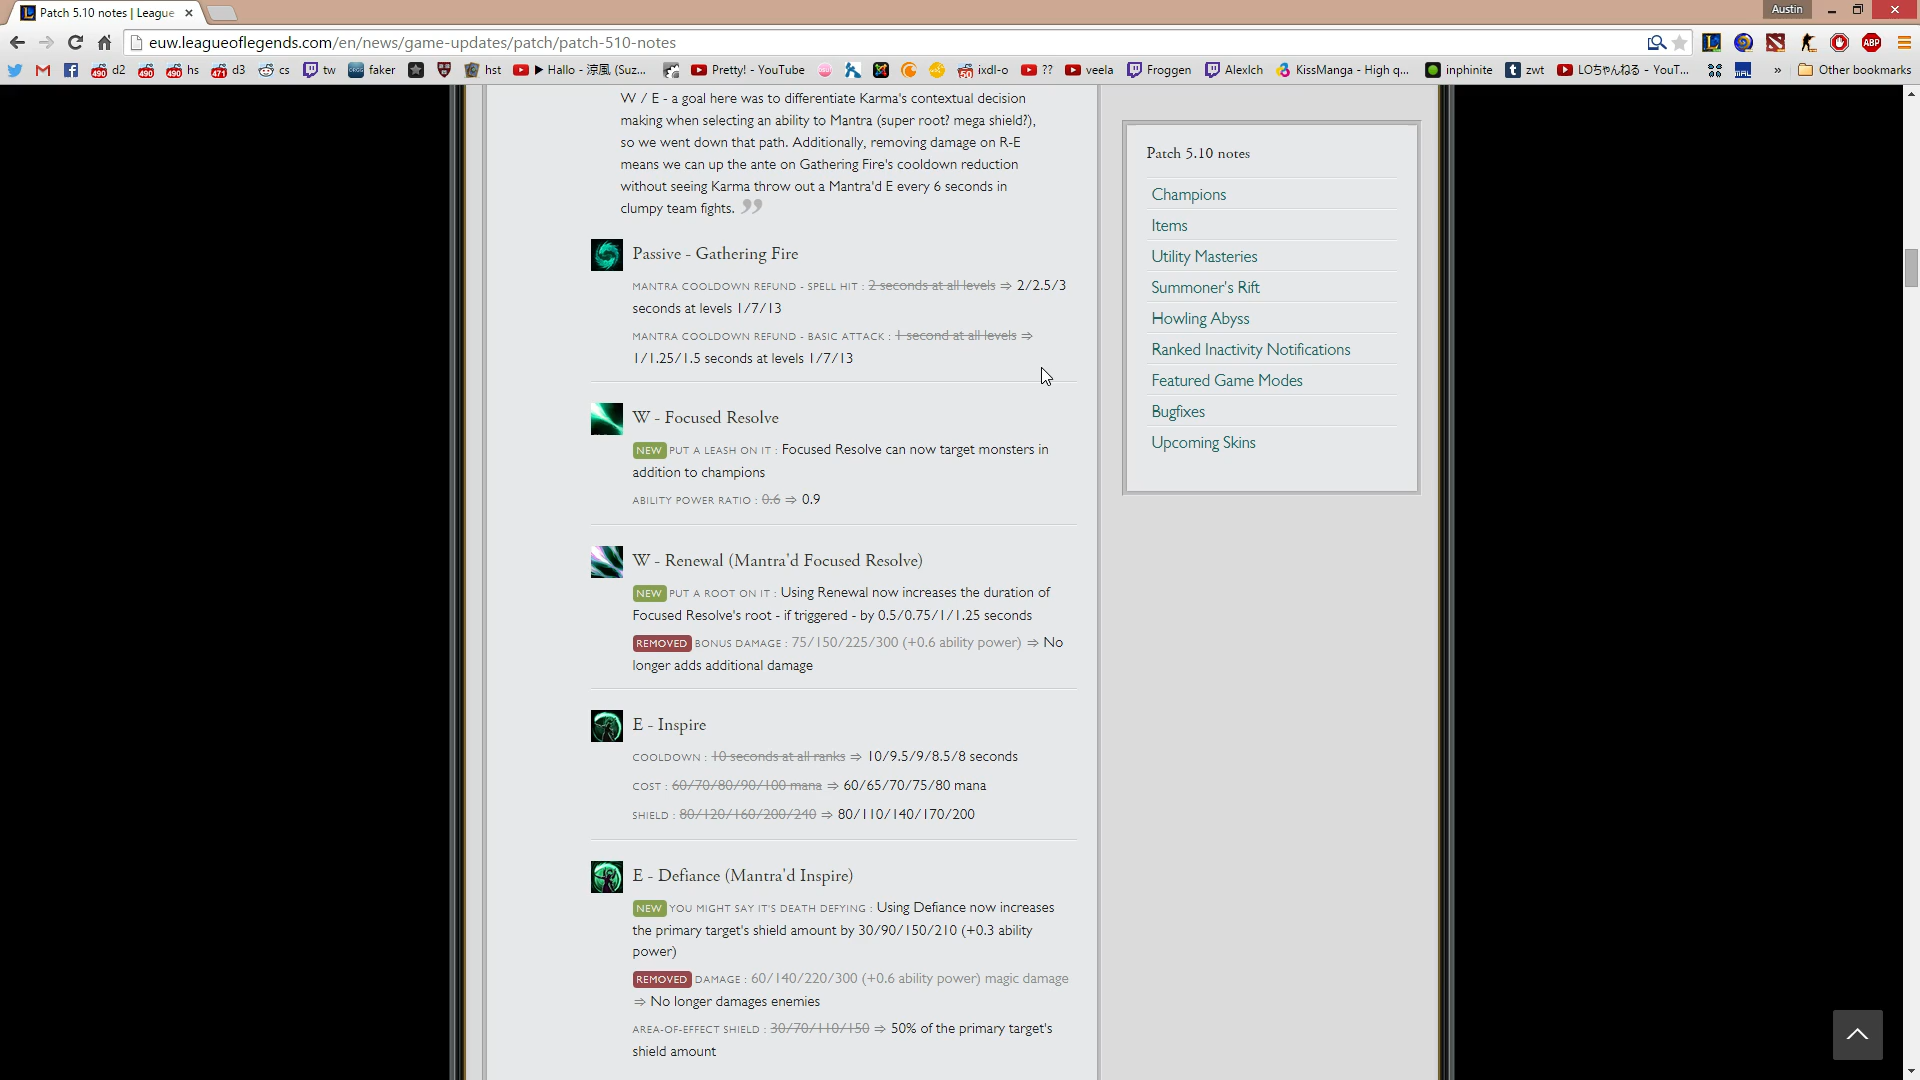 Patch 5.10 notes | League
Austin
euw.leagueoflegends.com/en/news/game-updates/patch/patch-510-notes
ABP
490 d2 490 490 hs 471 d3 cs tw faker hst ▶ Hallo - 涼風 (Suz... Pretty! - YouTube 50 ixdl-o ?? veela Froggen AlexIch KissManga - High q... inphinite zwt LOちゃんねる - YouT... MAL » Other bookmarks
W / E - a goal here was to differentiate Karma's contextual decision
making when selecting an ability to Mantra (super root? mega shield?),
so we went down that path. Additionally, removing damage on R-E
means we can up the ante on Gathering Fire's cooldown reduction
without seeing Karma throw out a Mantra'd E every 6 seconds in
clumpy team fights. ”
Passive - Gathering Fire
MANTRA COOLDOWN REFUND - SPELL HIT : 2 seconds at all levels ⇒ 2/2.5/3
seconds at levels 1/7/13
MANTRA COOLDOWN REFUND - BASIC ATTACK : 1 second at all levels ⇒
1/1.25/1.5 seconds at levels 1/7/13
W - Focused Resolve
NEW PUT A LEASH ON IT : Focused Resolve can now target monsters in
addition to champions
ABILITY POWER RATIO : 0.6 ⇒ 0.9
W - Renewal (Mantra'd Focused Resolve)
NEW PUT A ROOT ON IT : Using Renewal now increases the duration of
Focused Resolve's root - if triggered - by 0.5/0.75/1/1.25 seconds
REMOVED BONUS DAMAGE : 75/150/225/300 (+0.6 ability power) ⇒ No
longer adds additional damage
E - Inspire
COOLDOWN : 10 seconds at all ranks ⇒ 10/9.5/9/8.5/8 seconds
COST : 60/70/80/90/100 mana ⇒ 60/65/70/75/80 mana
SHIELD : 80/120/160/200/240 ⇒ 80/110/140/170/200
E - Defiance (Mantra'd Inspire)
NEW YOU MIGHT SAY IT'S DEATH DEFYING : Using Defiance now increases
the primary target's shield amount by 30/90/150/210 (+0.3 ability
power)
REMOVED DAMAGE : 60/140/220/300 (+0.6 ability power) magic damage
⇒ No longer damages enemies
AREA-OF-EFFECT SHIELD : 30/70/110/150 ⇒ 50% of the primary target's
shield amount
Patch 5.10 notes
Champions
Items
Utility Masteries
Summoner's Rift
Howling Abyss
Ranked Inactivity Notifications
Featured Game Modes
Bugfixes
Upcoming Skins